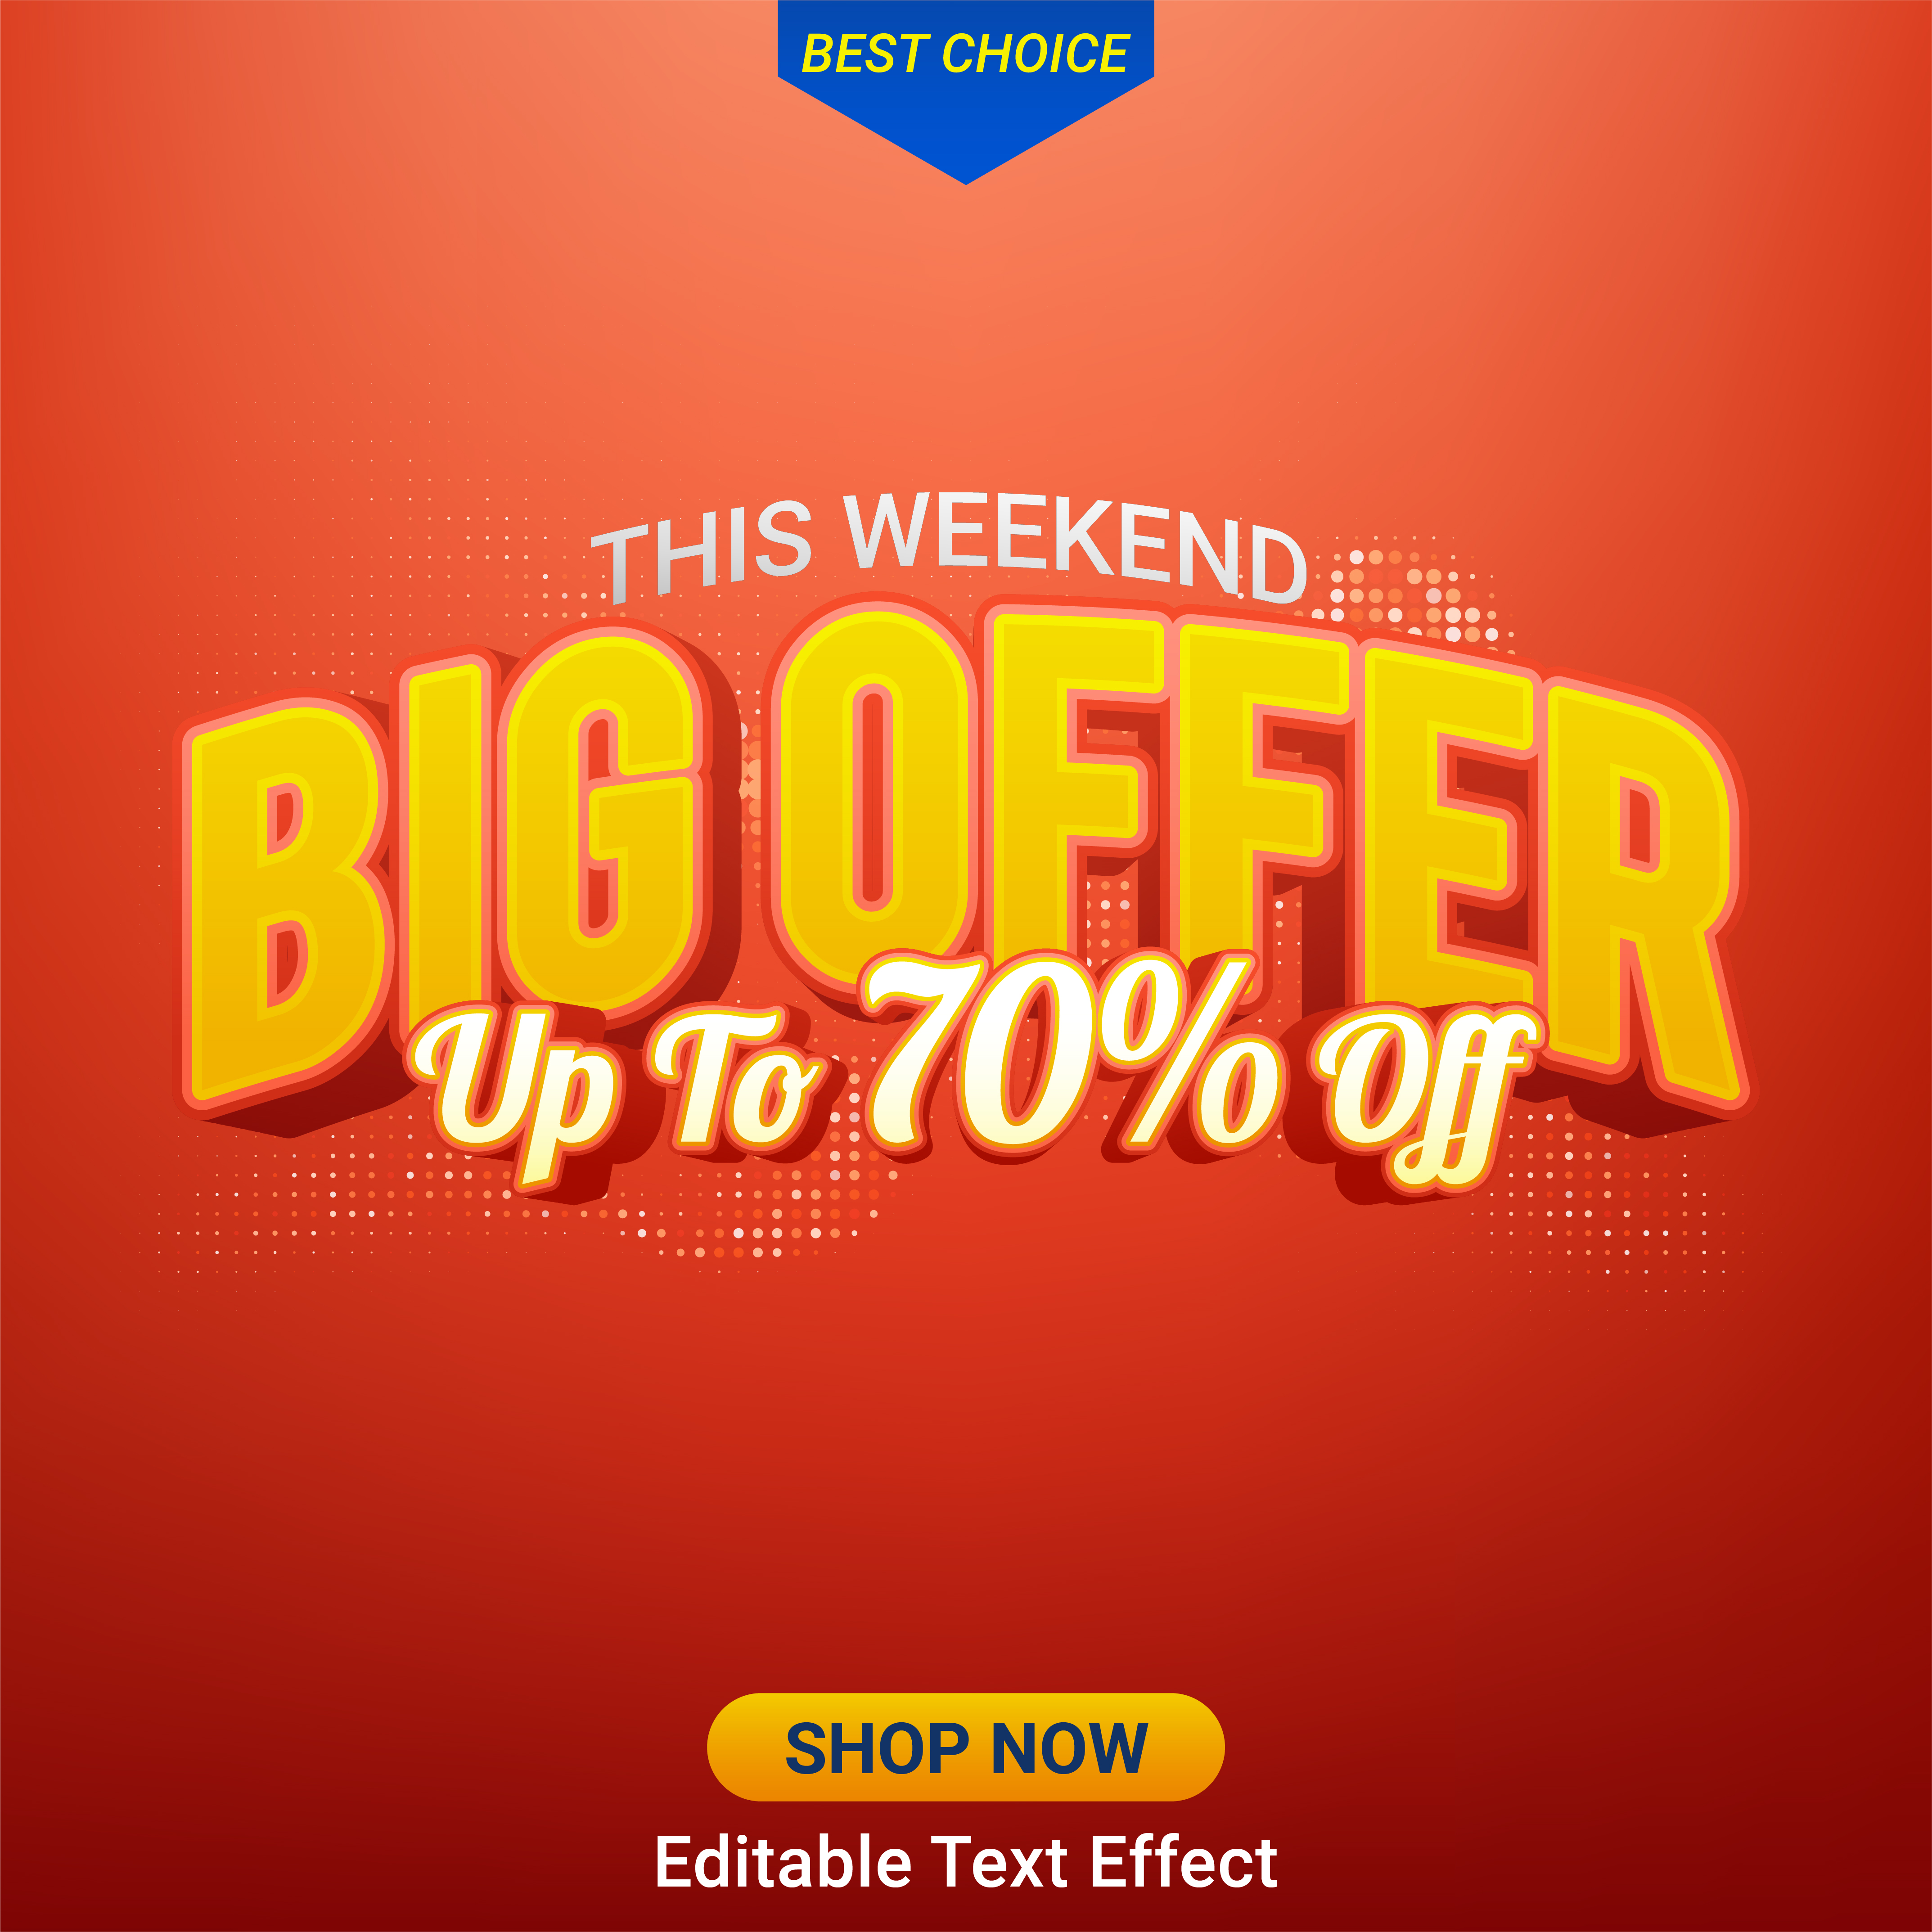 BEST CHOICE
THIS WEEKEND
BIG OFFER
Up To 70% Off
SHOP NOW
Editable Text Effect